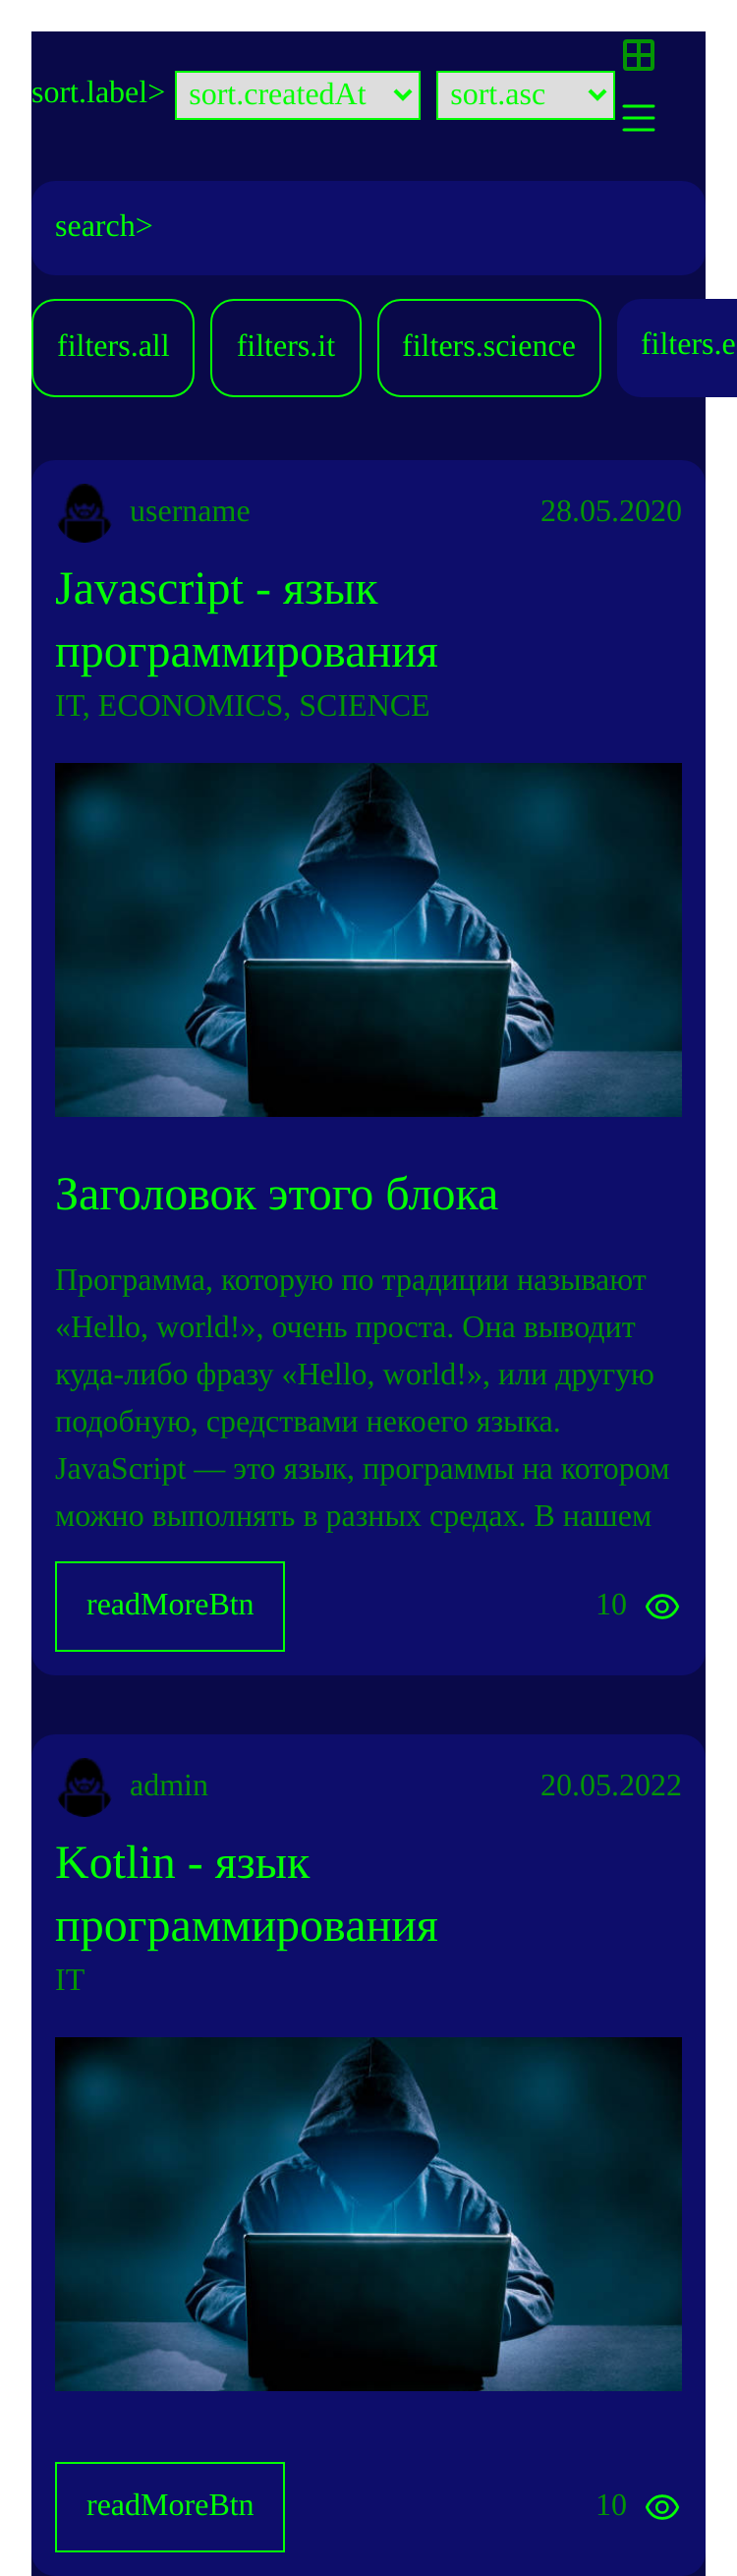 sort.label> sort.createdAt sort.asc
search>
filters.all filters.it filters.science filters.e
username 28.05.2020
Javascript - язык
программирования
IT, ECONOMICS, SCIENCE
Заголовок этого блока
Программа, которую по традиции называют
«Hello, world!», очень проста. Она выводит
куда-либо фразу «Hello, world!», или другую
подобную, средствами некоего языка.
JavaScript — это язык, программы на котором
можно выполнять в разных средах. В нашем
readMoreBtn 10
admin 20.05.2022
Kotlin - язык
программирования
IT
readMoreBtn 10